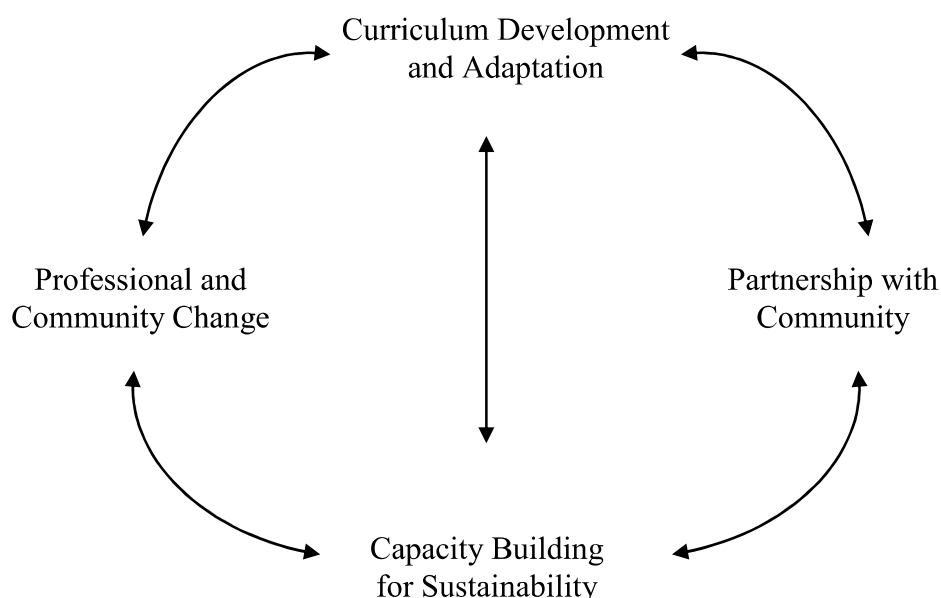 Curriculum Development
and Adaptation
Professional and
Community Change
Partnership with
Community
Capacity Building
for Sustainability